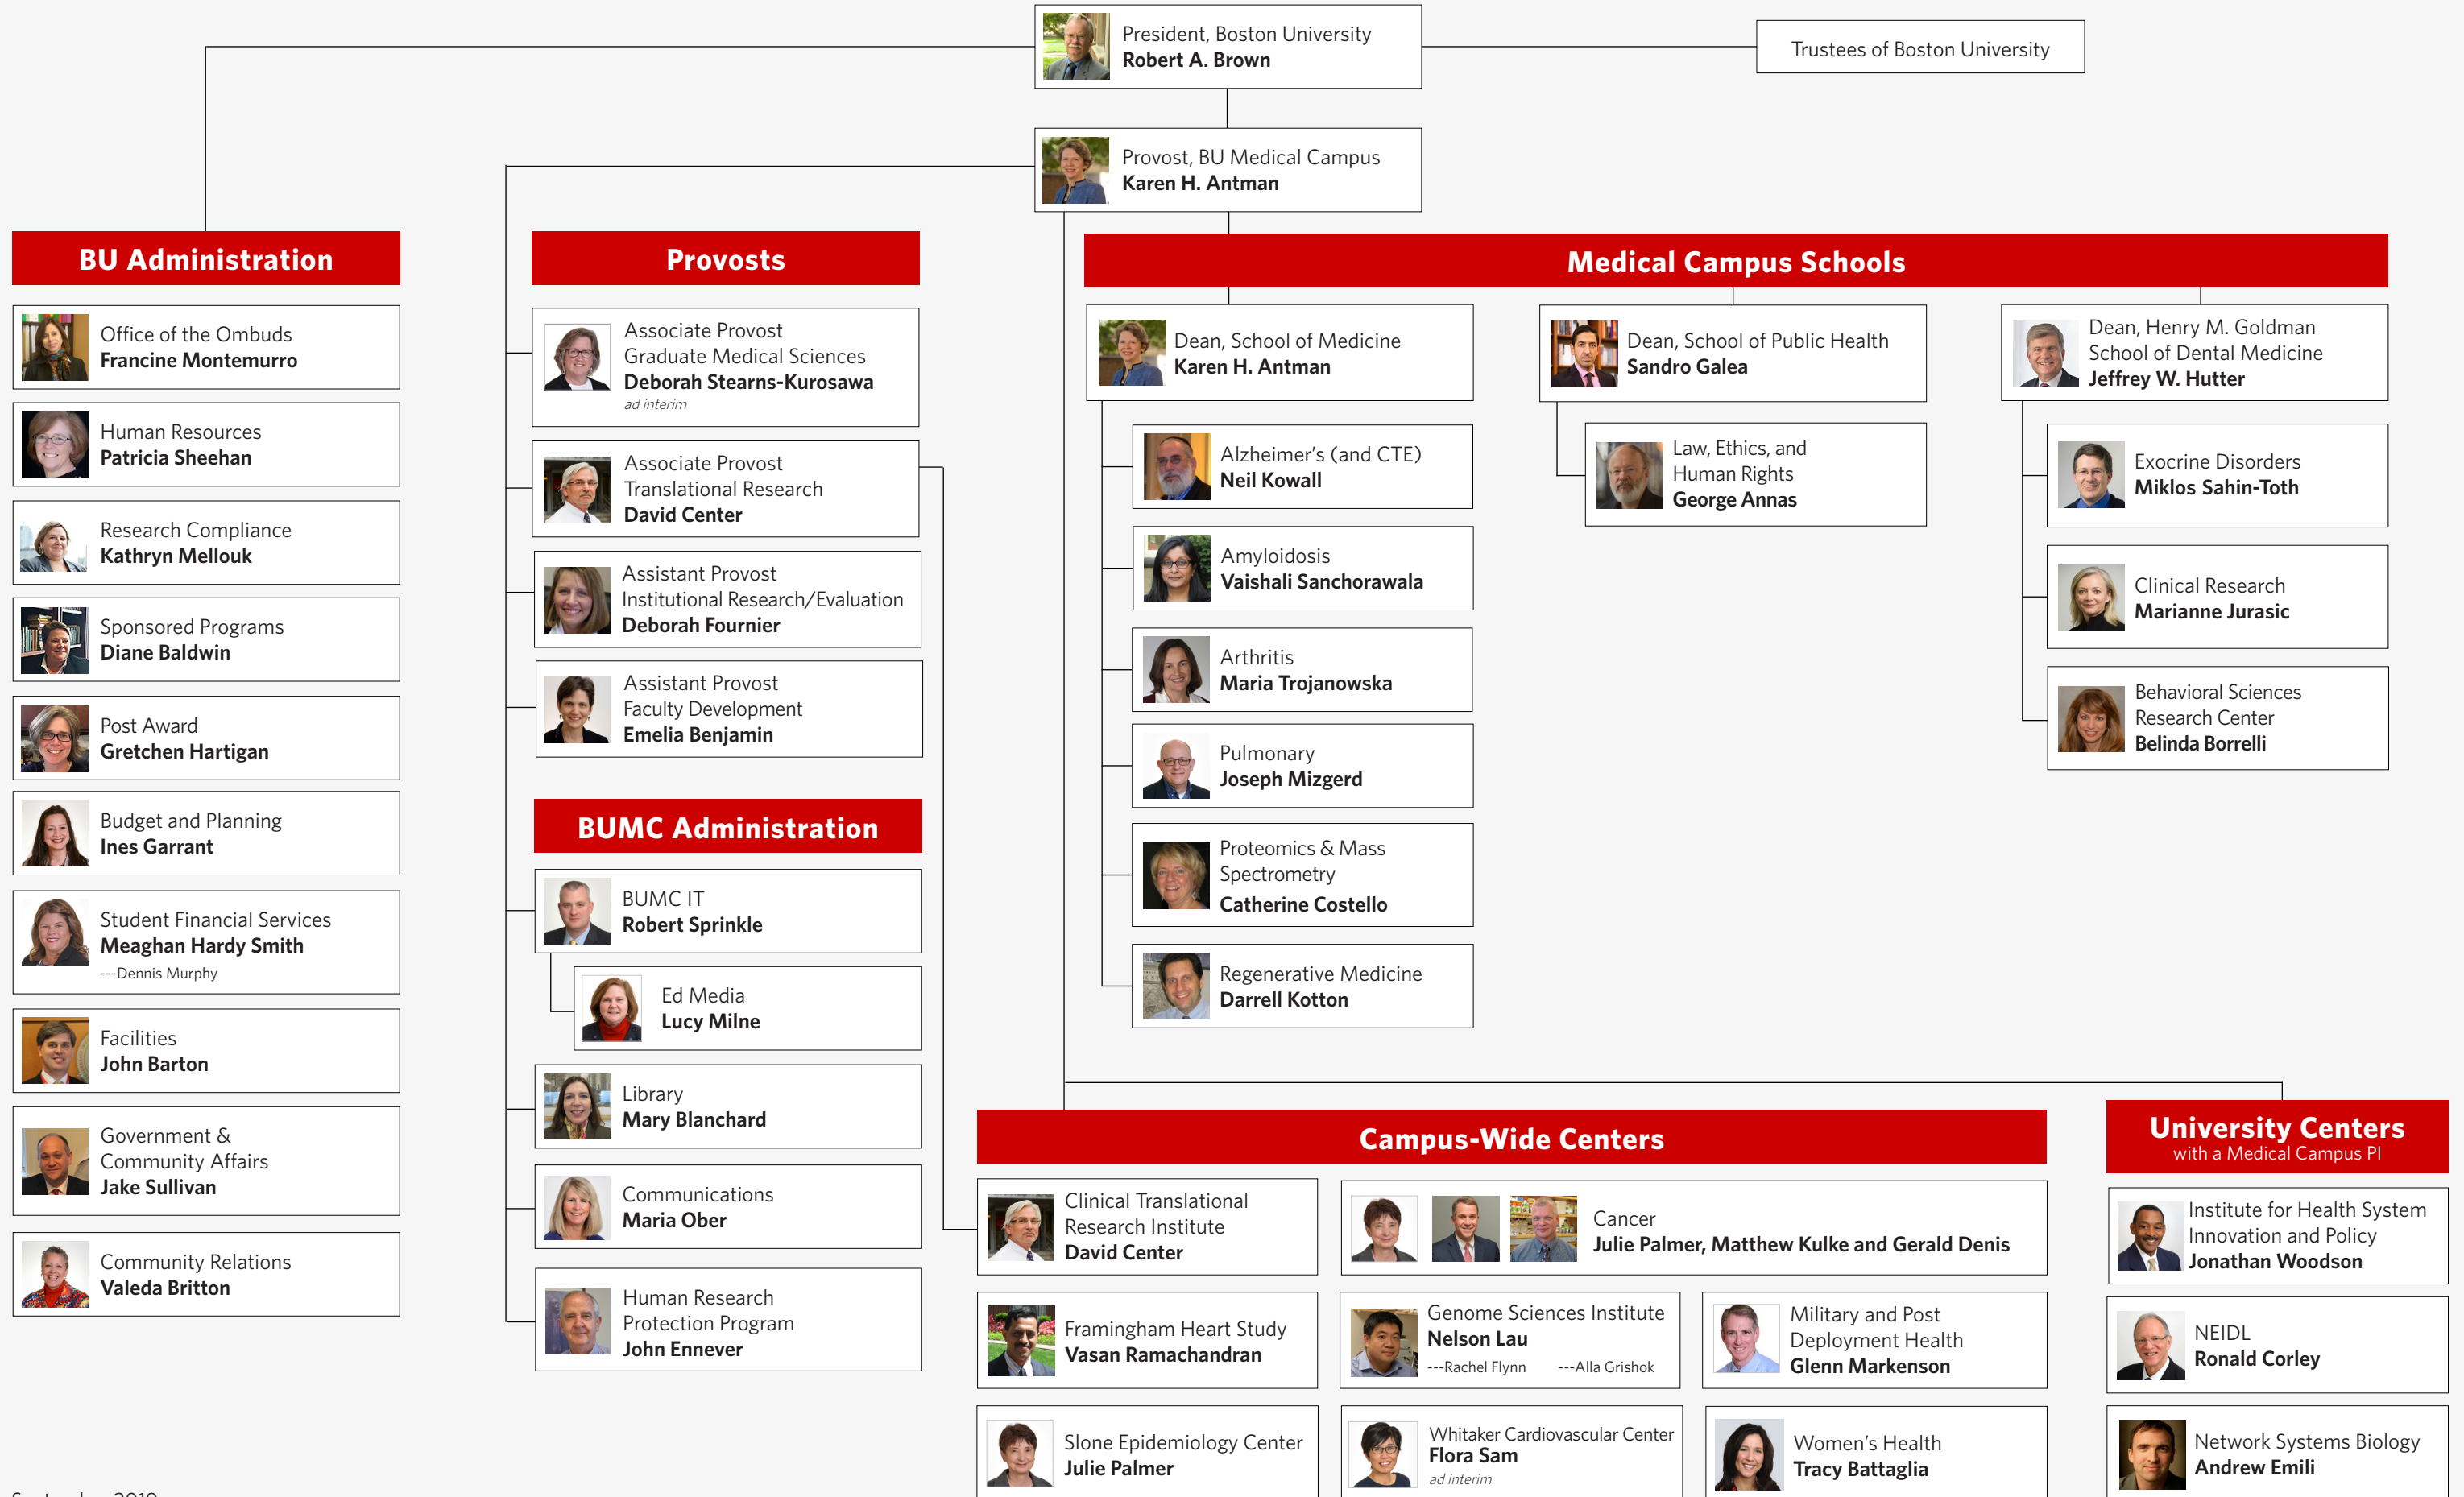 President, Boston University
Robert A. Brown
Trustees of Boston University
Provost, BU Medical Campus
Karen H. Antman
BU Administration
Office of the Ombuds
Francine Montemurro
Human Resources
Patricia Sheehan
Research Compliance
Kathryn Mellouk
Sponsored Programs
Diane Baldwin
Post Award
Gretchen Hartigan
Budget and Planning
Ines Garrant
Student Financial Services
Meaghan Hardy Smith
---Dennis Murphy
Facilities
John Barton
Government &
Community Affairs
Jake Sullivan
Community Relations
Valeda Britton
Provosts
Associate Provost
Graduate Medical Sciences
Deborah Stearns-Kurosawa
ad interim
Associate Provost
Translational Research
David Center
Assistant Provost
Institutional Research/Evaluation
Deborah Fournier
Assistant Provost
Faculty Development
Emelia Benjamin
BUMC Administration
BUMC IT
Robert Sprinkle
Ed Media
Lucy Milne
Library
Mary Blanchard
Communications
Maria Ober
Human Research
Protection Program
John Ennever
Medical Campus Schools
Dean, School of Medicine
Karen H. Antman
Alzheimer's (and CTE)
Neil Kowall
Amyloidosis
Vaishali Sanchorawala
Arthritis
Maria Trojanowska
Pulmonary
Joseph Mizgerd
Proteomics & Mass
Spectrometry
Catherine Costello
Regenerative Medicine
Darrell Kotton
Dean, School of Public Health
Sandro Galea
Law, Ethics, and
Human Rights
George Annas
Dean, Henry M. Goldman
School of Dental Medicine
Jeffrey W. Hutter
Exocrine Disorders
Miklos Sahin-Toth
Clinical Research
Marianne Jurasic
Behavioral Sciences
Research Center
Belinda Borrelli
Campus-Wide Centers
Clinical Translational
Research Institute
David Center
Cancer
Julie Palmer, Matthew Kulke and Gerald Denis
Framingham Heart Study
Vasan Ramachandran
Genome Sciences Institute
Nelson Lau
---Rachel Flynn ---Alla Grishok
Military and Post
Deployment Health
Glenn Markenson
Slone Epidemiology Center
Julie Palmer
Whitaker Cardiovascular Center
Flora Sam
ad interim
Women's Health
Tracy Battaglia
University Centers
with a Medical Campus PI
Institute for Health System
Innovation and Policy
Jonathan Woodson
NEIDL
Ronald Corley
Network Systems Biology
Andrew Emili